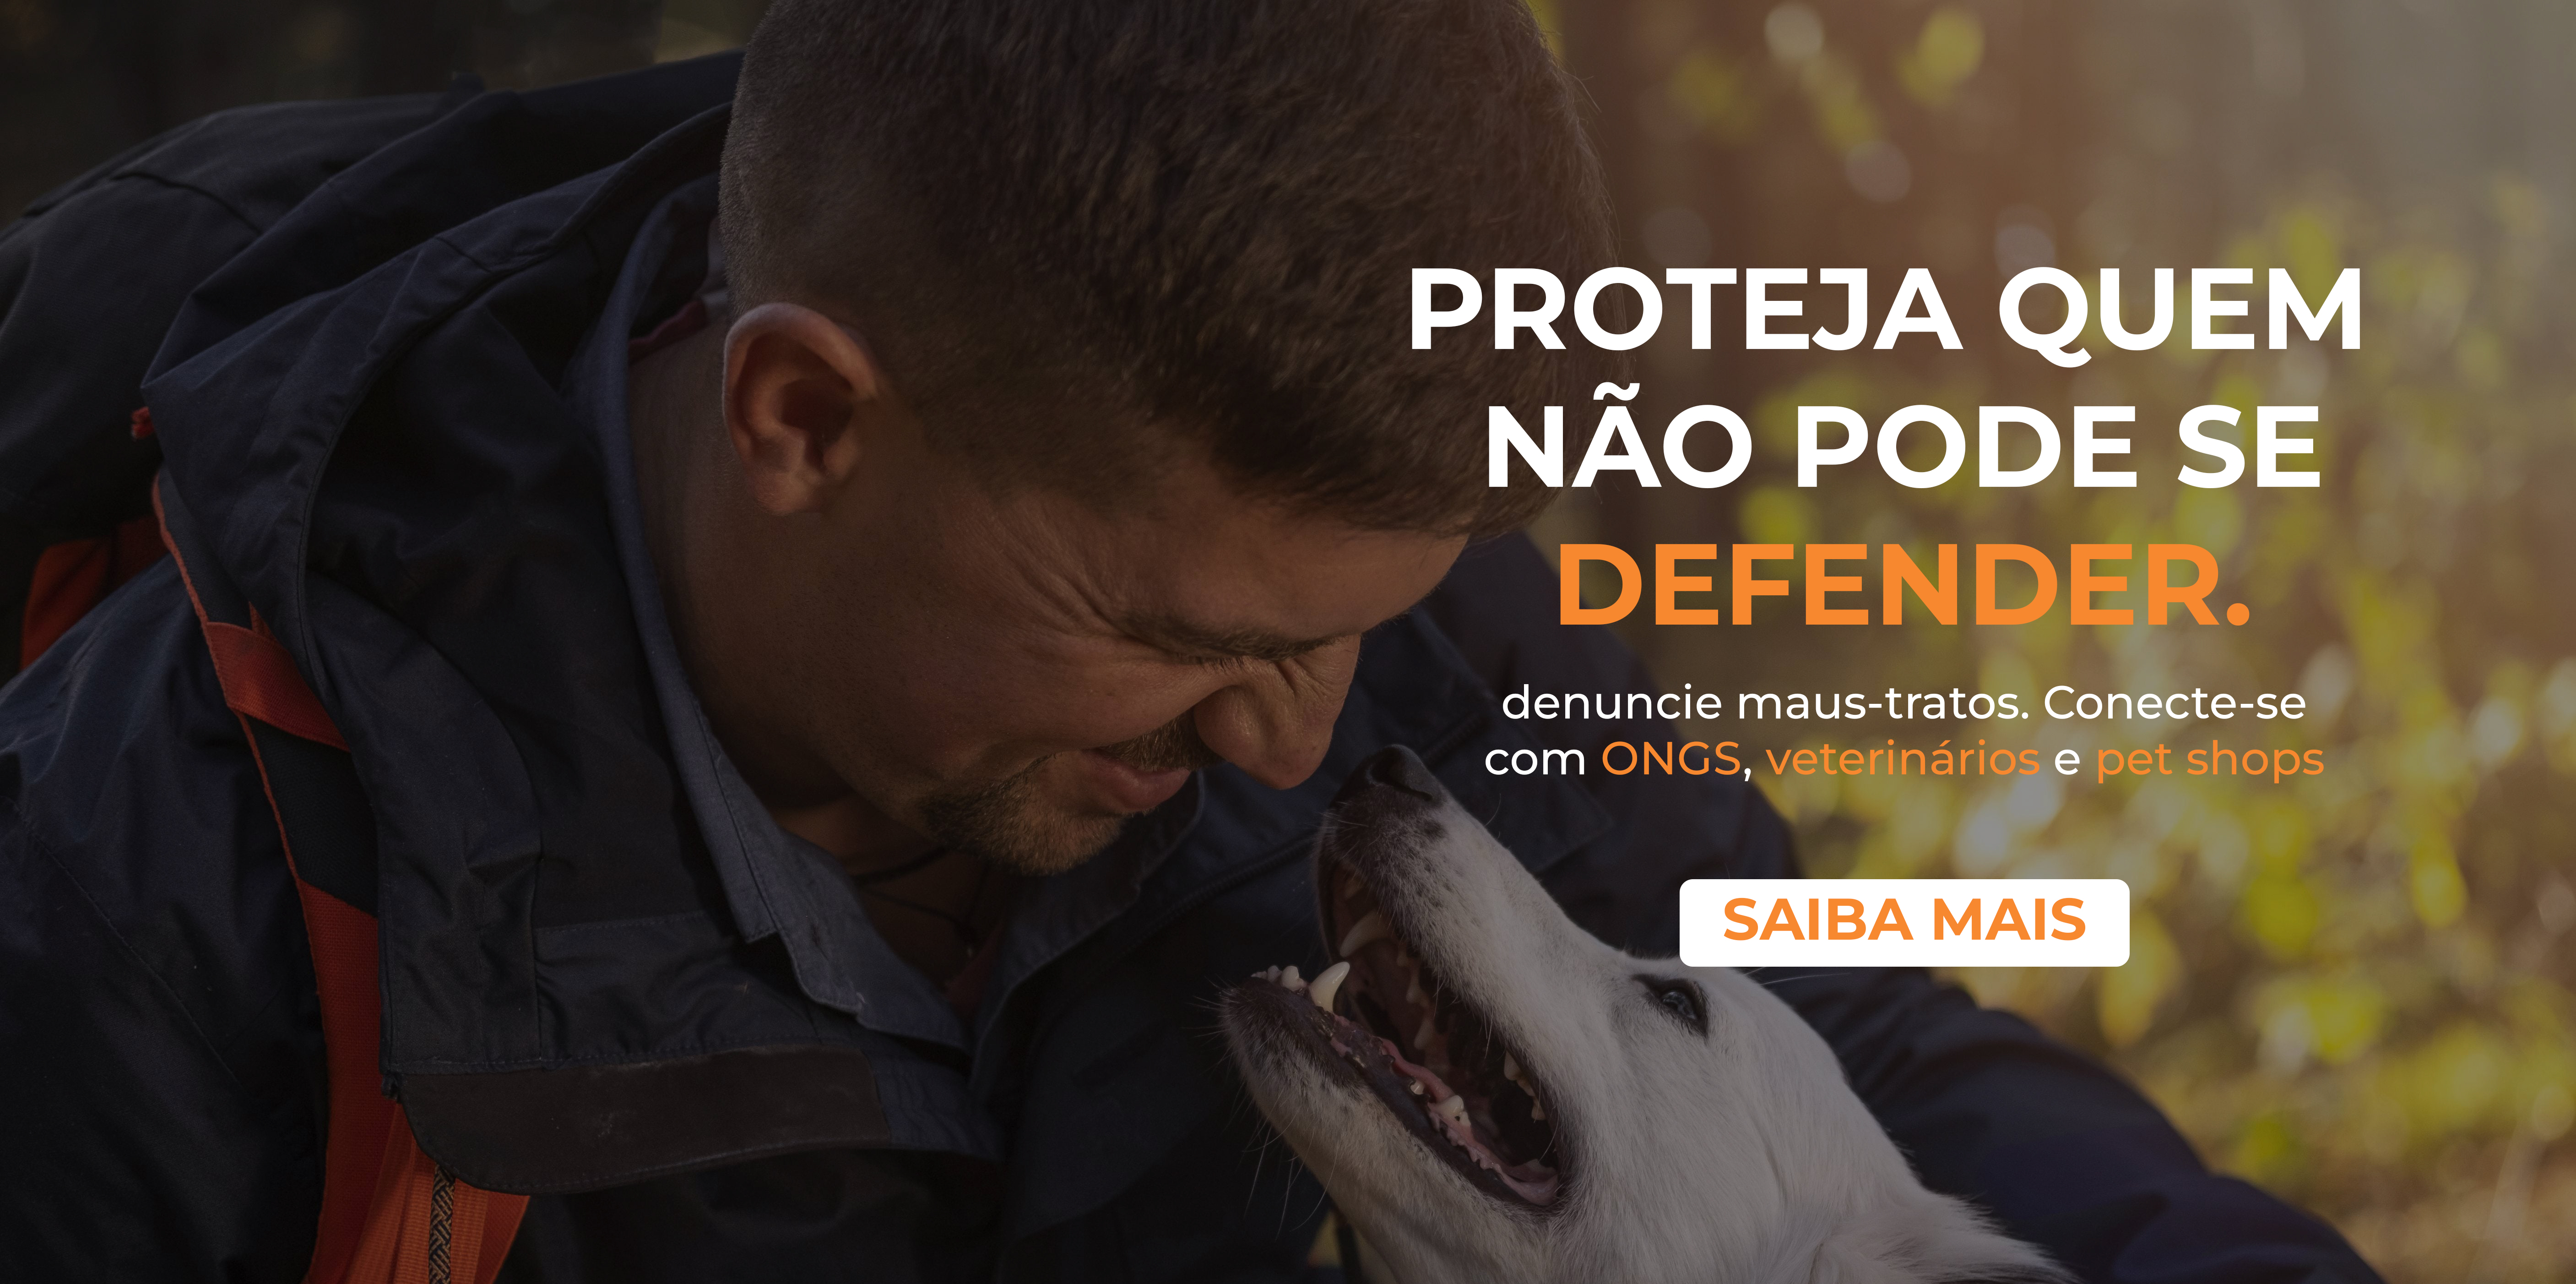 PROTEJA QUEM
NÃO PODE SE
DEFENDER.
denuncie maus-tratos. Conecte-se
com ONGS, veterinários e pet shops
SAIBA MAIS